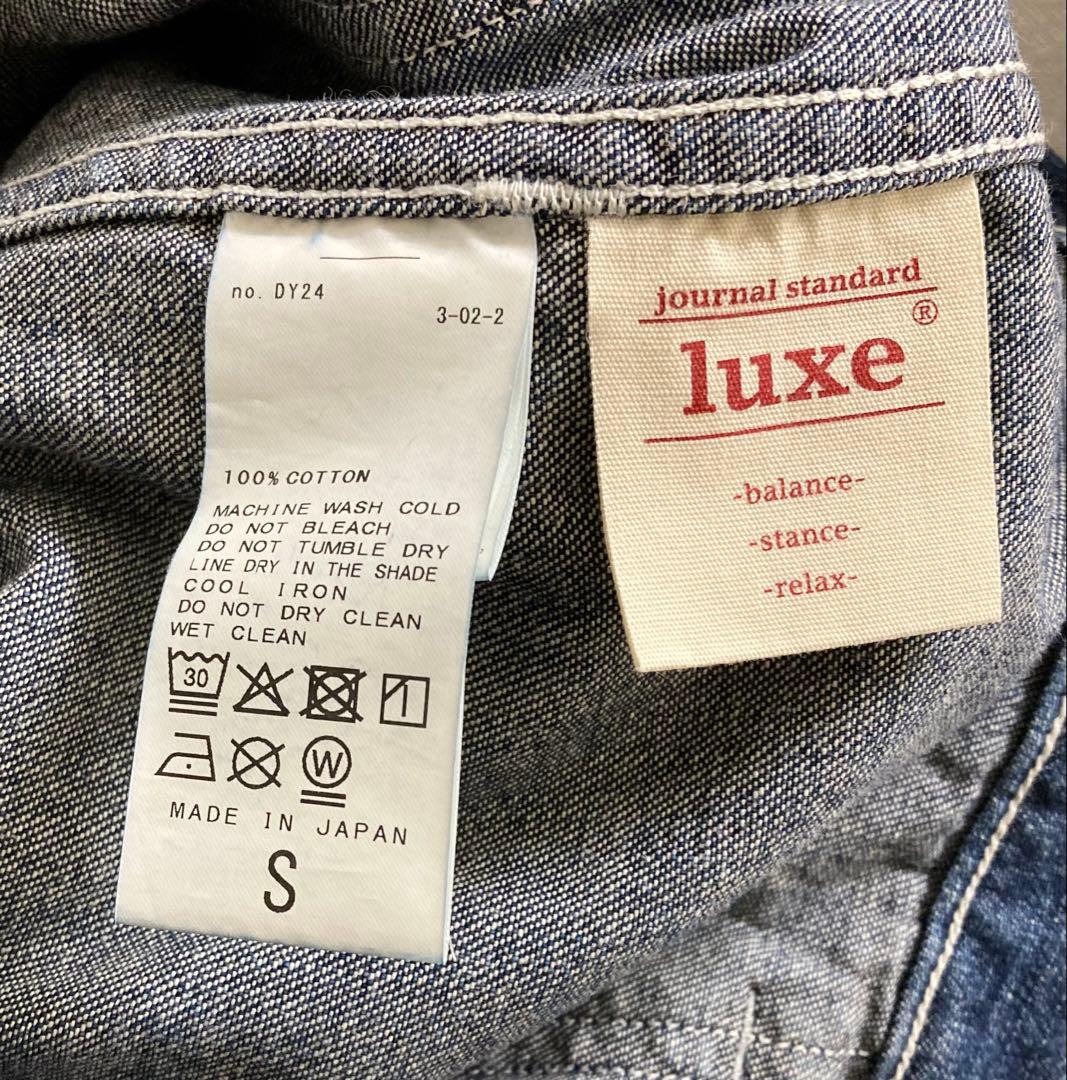 no. DY24
3-02-2
100% COTTON
MACHINE WASH COLD
DO NOT BLEACH
DO NOT TUMBLE DRY
LINE DRY IN THE SHADE
COOL IRON
DO NOT DRY CLEAN
WET CLEAN
30
W
MADE IN JAPAN
S
journal standard
luxe®
-balance-
-stance-
-relax-